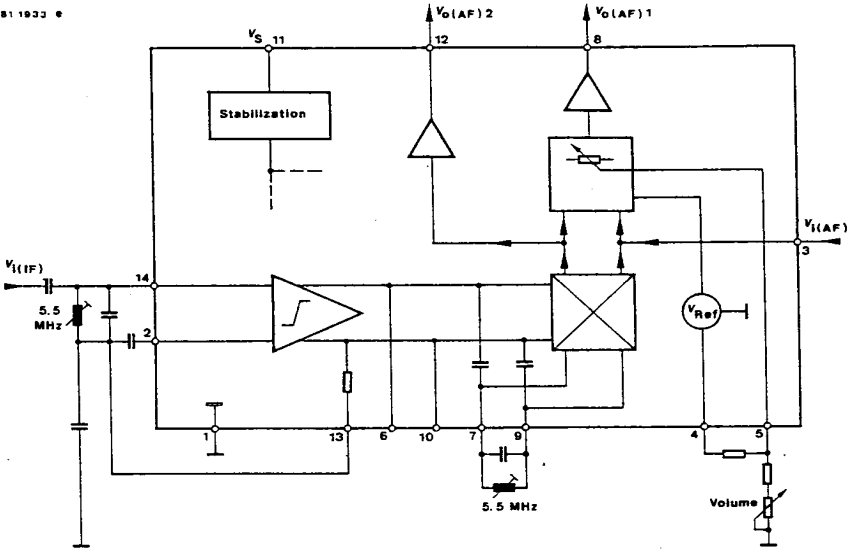 81 1933 e
Vo(AF)2
Vo(AF)1
VS 11
12
8
Stabilization
Vi(AF)
3
Vi(IF)
14
5.5
MHz
2
VRef
1
13
6
10
7
9
4
5
5.5 MHz
Volume